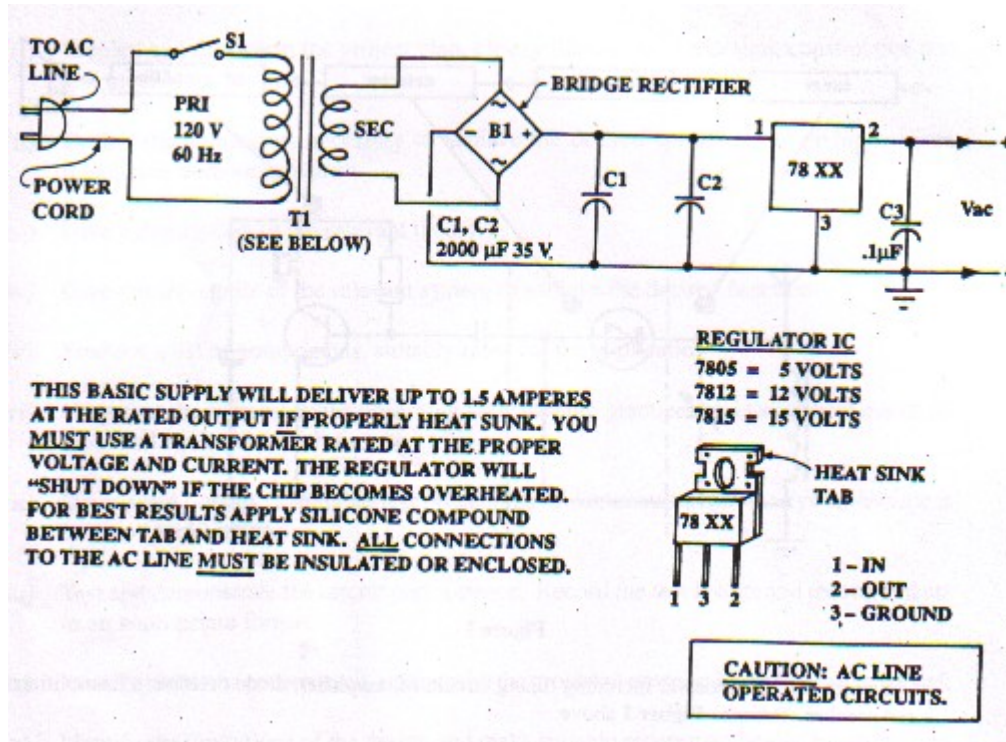 TO AC
LINE
S1
PRI
120 V
60 Hz
SEC
POWER
CORD
T1
(SEE BELOW)
BRIDGE RECTIFIER
~
– B1 +
~
C1, C2
2000 µF 35 V.
C1
C2
1
78 XX
2
3
C3
.1µF
Vac
REGULATOR IC
7805 = 5 VOLTS
7812 = 12 VOLTS
7815 = 15 VOLTS
THIS BASIC SUPPLY WILL DELIVER UP TO 1.5 AMPERES
AT THE RATED OUTPUT IF PROPERLY HEAT SUNK. YOU
MUST USE A TRANSFORMER RATED AT THE PROPER
VOLTAGE AND CURRENT. THE REGULATOR WILL
“SHUT DOWN” IF THE CHIP BECOMES OVERHEATED.
FOR BEST RESULTS APPLY SILICONE COMPOUND
BETWEEN TAB AND HEAT SINK. ALL CONNECTIONS
TO THE AC LINE MUST BE INSULATED OR ENCLOSED.
HEAT SINK
TAB
78 XX
1 3 2
1 – IN
2 – OUT
3 – GROUND
CAUTION: AC LINE
OPERATED CIRCUITS.